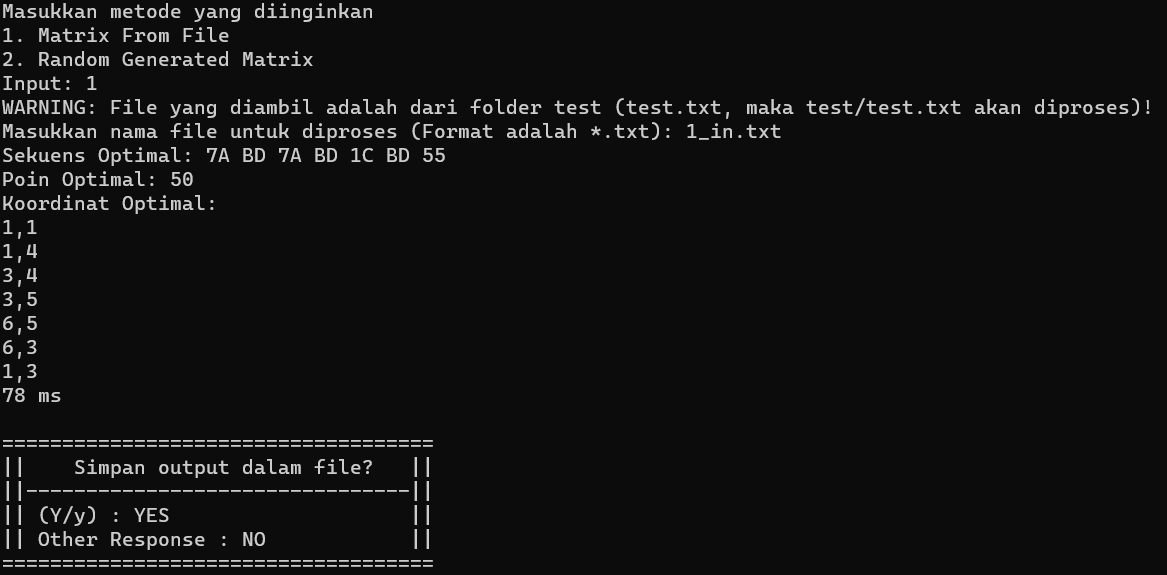 Masukkan metode yang diinginkan
1. Matrix From File
2. Random Generated Matrix
Input: 1
WARNING: File yang diambil adalah dari folder test (test.txt, maka test/test.txt akan diproses)!
Masukkan nama file untuk diproses (Format adalah *.txt): 1_in.txt
Sekuens Optimal: 7A BD 7A BD 1C BD 55
Poin Optimal: 50
Koordinat Optimal:
1,1
1,4
3,4
3,5
6,5
6,3
1,3
78 ms

====================================
||    Simpan output dalam file?   ||
||--------------------------------||
|| (Y/y) : YES                    ||
|| Other Response : NO            ||
====================================